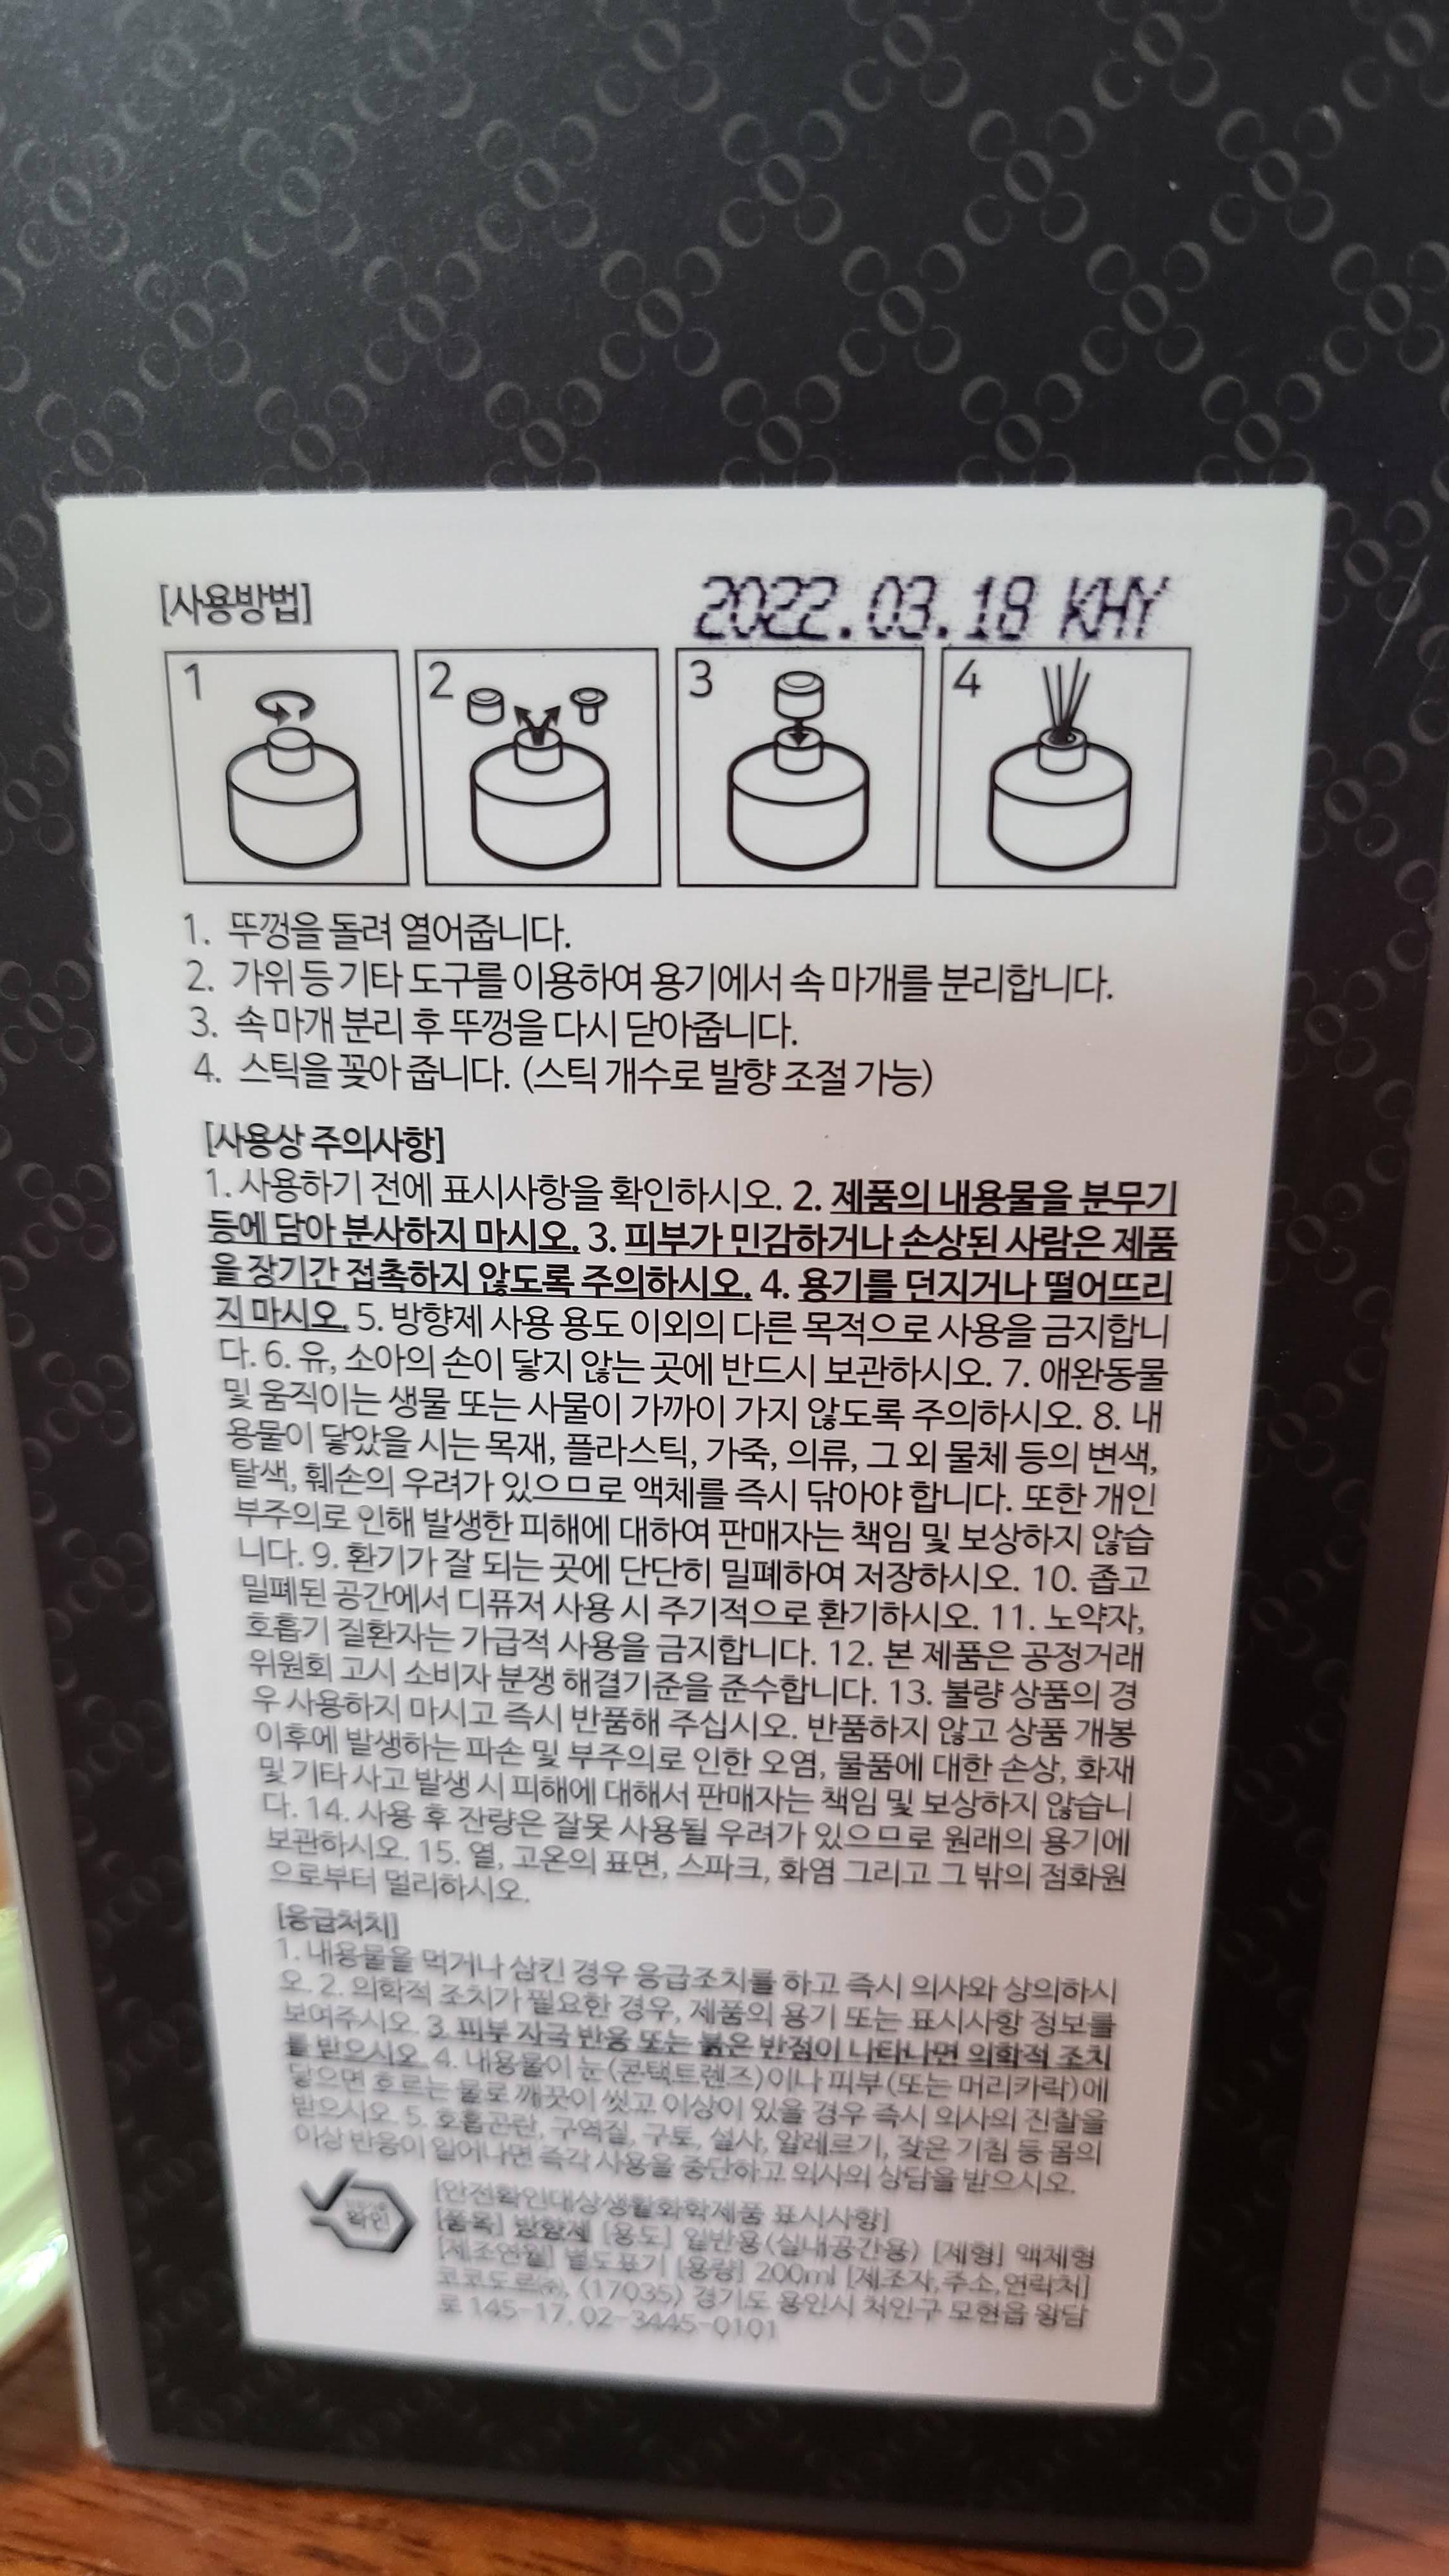 [사용방법] 2022.03.18 KHY
1 2 3 4
1. 뚜껑을 돌려 열어줍니다.
2. 가위 등 기타 도구를 이용하여 용기에서 속 마개를 분리합니다.
3. 속 마개 분리 후 뚜껑을 다시 닫아줍니다.
4. 스틱을 꽂아 줍니다. (스틱 개수로 발향 조절 가능)
[사용상 주의사항]
1. 사용하기 전에 표시사항을 확인하시오. 2. 제품의 내용물을 분무기
등에 담아 분사하지 마시오. 3. 피부가 민감하거나 손상된 사람은 제품
을 장기간 접촉하지 않도록 주의하시오. 4. 용기를 던지거나 떨어뜨리
지 마시오. 5. 방향제 사용 용도 이외의 다른 목적으로 사용을 금지합니
다. 6. 유, 소아의 손이 닿지 않는 곳에 반드시 보관하시오. 7. 애완동물
및 움직이는 생물 또는 사물이 가까이 가지 않도록 주의하시오. 8. 내
용물이 닿았을 시는 목재, 플라스틱, 가죽, 의류, 그 외 물체 등의 변색,
탈색, 훼손의 우려가 있으므로 액체를 즉시 닦아야 합니다. 또한 개인
부주의로 인해 발생한 피해에 대하여 판매자는 책임 및 보상하지 않습
니다. 9. 환기가 잘 되는 곳에 단단히 밀폐하여 저장하시오. 10. 좁고
밀폐된 공간에서 디퓨저 사용 시 주기적으로 환기하시오. 11. 노약자,
호흡기 질환자는 가급적 사용을 금지합니다. 12. 본 제품은 공정거래
위원회 고시 소비자 분쟁 해결기준을 준수합니다. 13. 불량 상품의 경
우 사용하지 마시고 즉시 반품해 주십시오. 반품하지 않고 상품 개봉
이후에 발생하는 파손 및 부주의로 인한 오염, 물품에 대한 손상, 화재
및 기타 사고 발생 시 피해에 대해서 판매자는 책임 및 보상하지 않습니
다. 14. 사용 후 잔량은 잘못 사용될 우려가 있으므로 원래의 용기에
보관하시오. 15. 열, 고온의 표면, 스파크, 화염 그리고 그 밖의 점화원
으로부터 멀리하시오.
[응급처치]
1. 내용물을 먹거나 삼킨 경우 응급조치를 하고 즉시 의사와 상의하시
오. 2. 의학적 조치가 필요한 경우, 제품의 용기 또는 표시사항 정보를
보여주시오. 3. 피부 자극 반응 또는 붉은 반점이 나타나면 의학적 조치
를 받으시오. 4. 내용물이 눈(콘택트렌즈)이나 피부(또는 머리카락)에
닿으면 흐르는 물로 깨끗이 씻고 이상이 있을 경우 즉시 의사의 진찰을
받으시오. 5. 호흡곤란, 구역질, 구토, 설사, 알레르기, 잦은 기침 등 몸의
이상 반응이 일어나면 즉각 사용을 중단하고 의사의 상담을 받으시오.
확인
[안전확인대상생활화학제품 표시사항]
[품목] 방향제 [용도] 일반용(실내공간용) [제형] 액체형
[제조연월] 별도표기 [용량] 200ml [제조자,주소,연락처]
코코도르㈜, (17035) 경기도 용인시 처인구 모현읍 왕담
로 145-17. 02-3445-0101